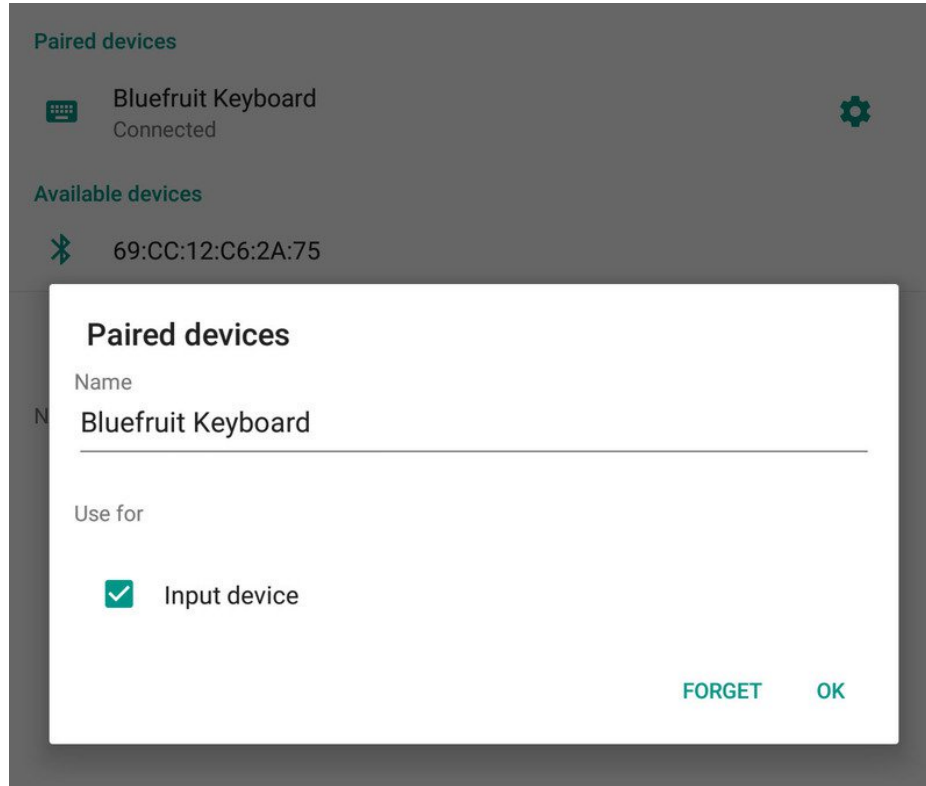 Paired devices
Bluefruit Keyboard
Connected
Available devices
69:CC:12:C6:2A:75
Paired devices
Name
N
Bluefruit Keyboard
Use for
Input device
FORGET OK